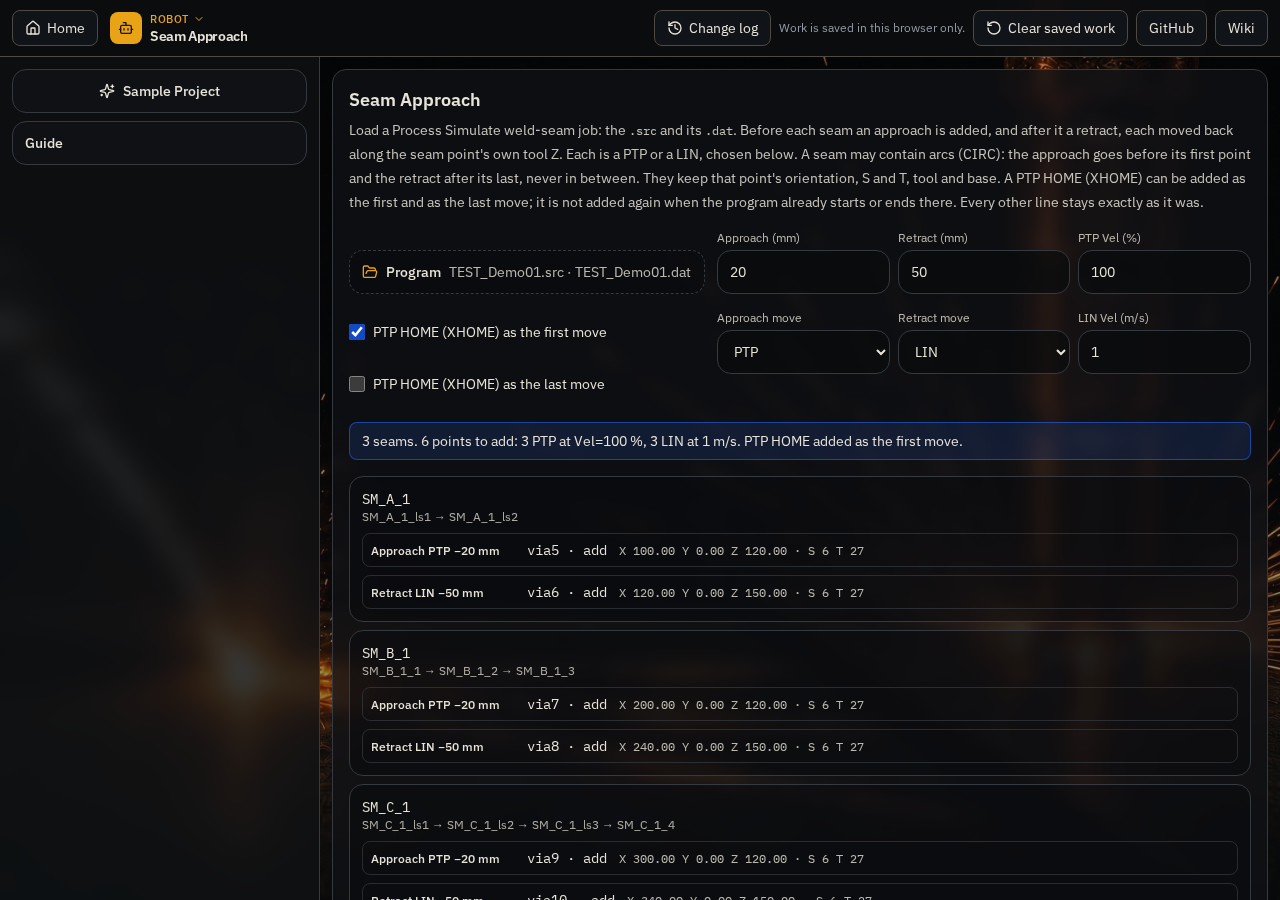 Home
ROBOT
Seam Approach
Change log
Work is saved in this browser only.
Clear saved work
GitHub
Wiki
Sample Project
Guide
Seam Approach
Load a Process Simulate weld-seam job: the .src and its .dat. Before each seam an approach is added, and after it a retract, each moved back
along the seam point's own tool Z. Each is a PTP or a LIN, chosen below. A seam may contain arcs (CIRC): the approach goes before its first point
and the retract after its last, never in between. They keep that point's orientation, S and T, tool and base. A PTP HOME (XHOME) can be added as
the first and as the last move; it is not added again when the program already starts or ends there. Every other line stays exactly as it was.
Approach (mm)
Retract (mm)
PTP Vel (%)
Program TEST_Demo01.src · TEST_Demo01.dat
20
50
100
PTP HOME (XHOME) as the first move
Approach move
Retract move
LIN Vel (m/s)
PTP
LIN
1
PTP HOME (XHOME) as the last move
3 seams. 6 points to add: 3 PTP at Vel=100 %, 3 LIN at 1 m/s. PTP HOME added as the first move.
SM_A_1
SM_A_1_ls1 → SM_A_1_ls2
Approach PTP −20 mm via5 · add X 100.00 Y 0.00 Z 120.00 · S 6 T 27
Retract LIN −50 mm via6 · add X 120.00 Y 0.00 Z 150.00 · S 6 T 27
SM_B_1
SM_B_1_1 → SM_B_1_2 → SM_B_1_3
Approach PTP −20 mm via7 · add X 200.00 Y 0.00 Z 120.00 · S 6 T 27
Retract LIN −50 mm via8 · add X 240.00 Y 0.00 Z 150.00 · S 6 T 27
SM_C_1
SM_C_1_ls1 → SM_C_1_ls2 → SM_C_1_ls3 → SM_C_1_4
Approach PTP −20 mm via9 · add X 300.00 Y 0.00 Z 120.00 · S 6 T 27
Retract LIN −50 mm via10 · add X 340.00 Y 0.00 Z 150.00 · S 6 T 27